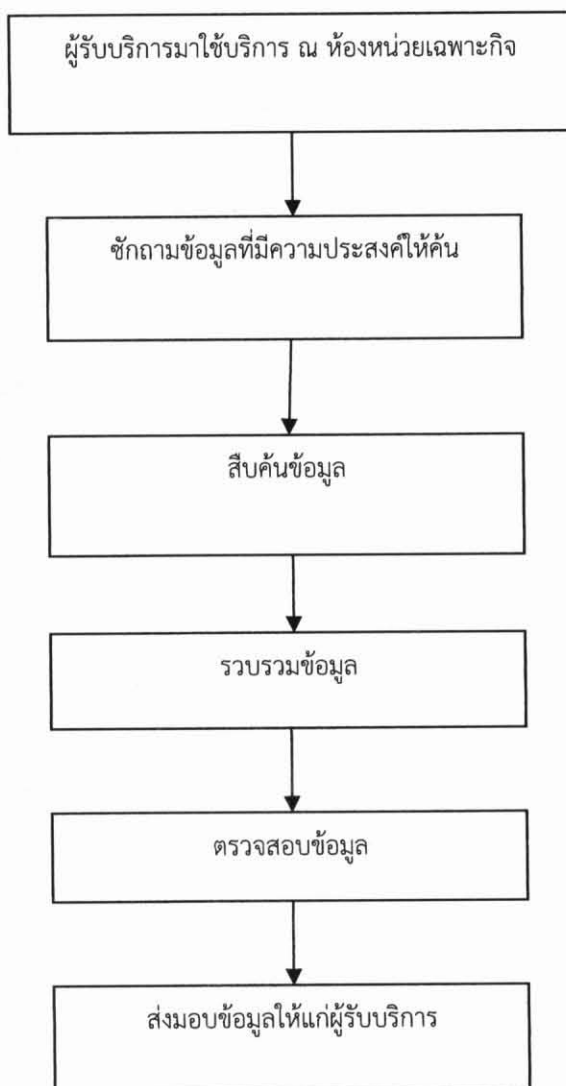 ผู้รับบริการมาใช้บริการ ณ ห้องหน่วยเฉพาะกิจ
ซักถามข้อมูลที่มีความประสงค์ให้ค้น
สืบค้นข้อมูล
รวบรวมข้อมูล
ตรวจสอบข้อมูล
ส่งมอบข้อมูลให้แก่ผู้รับบริการ